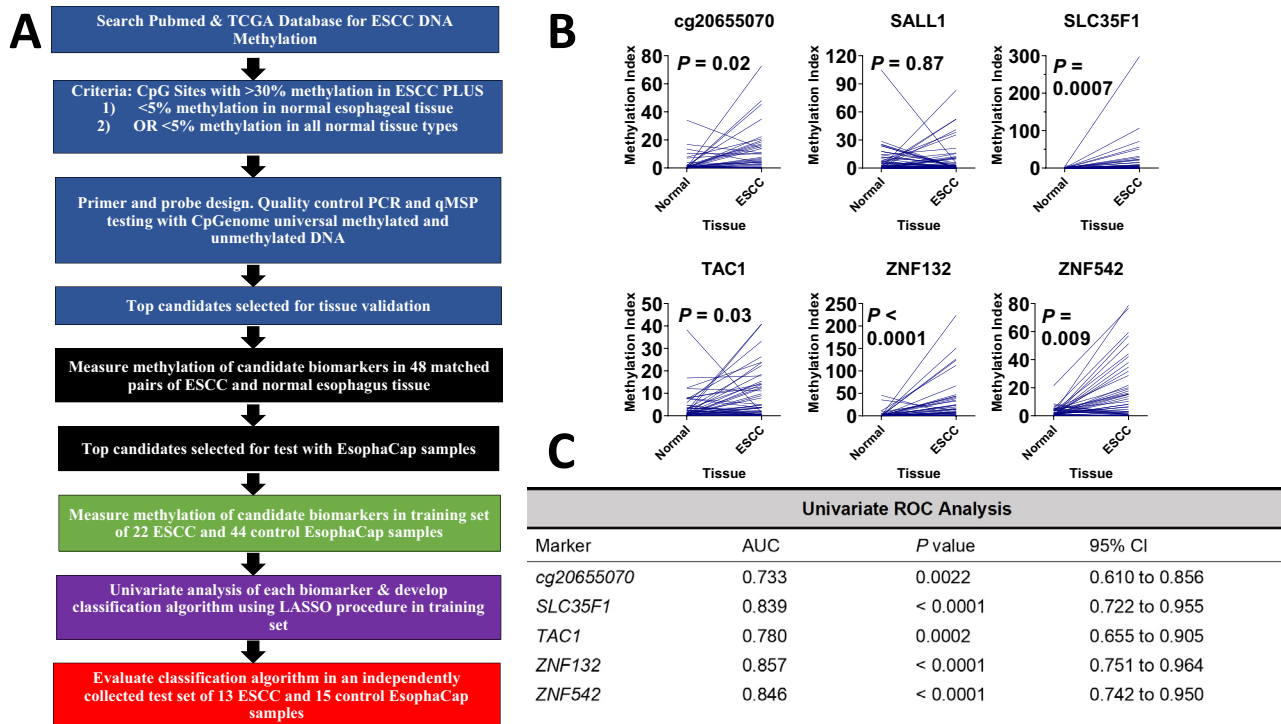 A
Search Pubmed & TCGA Database for ESCC DNA
Methylation
Criteria: CpG Sites with >30% methylation in ESCC PLUS
1) <5% methylation in normal esophageal tissue
2) OR <5% methylation in all normal tissue types
Primer and probe design. Quality control PCR and qMSP
testing with CpGenome universal methylated and
unmethylated DNA
Top candidates selected for tissue validation
Measure methylation of candidate biomarkers in 48 matched
pairs of ESCC and normal esophagus tissue
Top candidates selected for test with EsophaCap samples
Measure methylation of candidate biomarkers in training set
of 22 ESCC and 44 control EsophaCap samples
Univariate analysis of each biomarker & develop
classification algorithm using LASSO procedure in training
set
Evaluate classification algorithm in an independently
collected test set of 13 ESCC and 15 control EsophaCap
samples
B
cg20655070
P = 0.02
Methylation Index
80
60
40
20
0
Normal
ESCC
Tissue
SALL1
P = 0.87
Methylation Index
120
90
60
30
0
Normal
ESCC
Tissue
SLC35F1
P =
0.0007
Methylation Index
300
200
100
0
Normal
ESCC
Tissue
TAC1
P = 0.03
Methylation Index
50
40
30
20
10
0
Normal
ESCC
Tissue
ZNF132
P <
0.0001
Methylation Index
250
200
150
100
50
0
Normal
ESCC
Tissue
ZNF542
P =
0.009
Methylation Index
80
60
40
20
0
Normal
ESCC
Tissue
C
Univariate ROC Analysis
Marker AUC P value 95% CI
cg20655070 0.733 0.0022 0.610 to 0.856
SLC35F1 0.839 < 0.0001 0.722 to 0.955
TAC1 0.780 0.0002 0.655 to 0.905
ZNF132 0.857 < 0.0001 0.751 to 0.964
ZNF542 0.846 < 0.0001 0.742 to 0.950